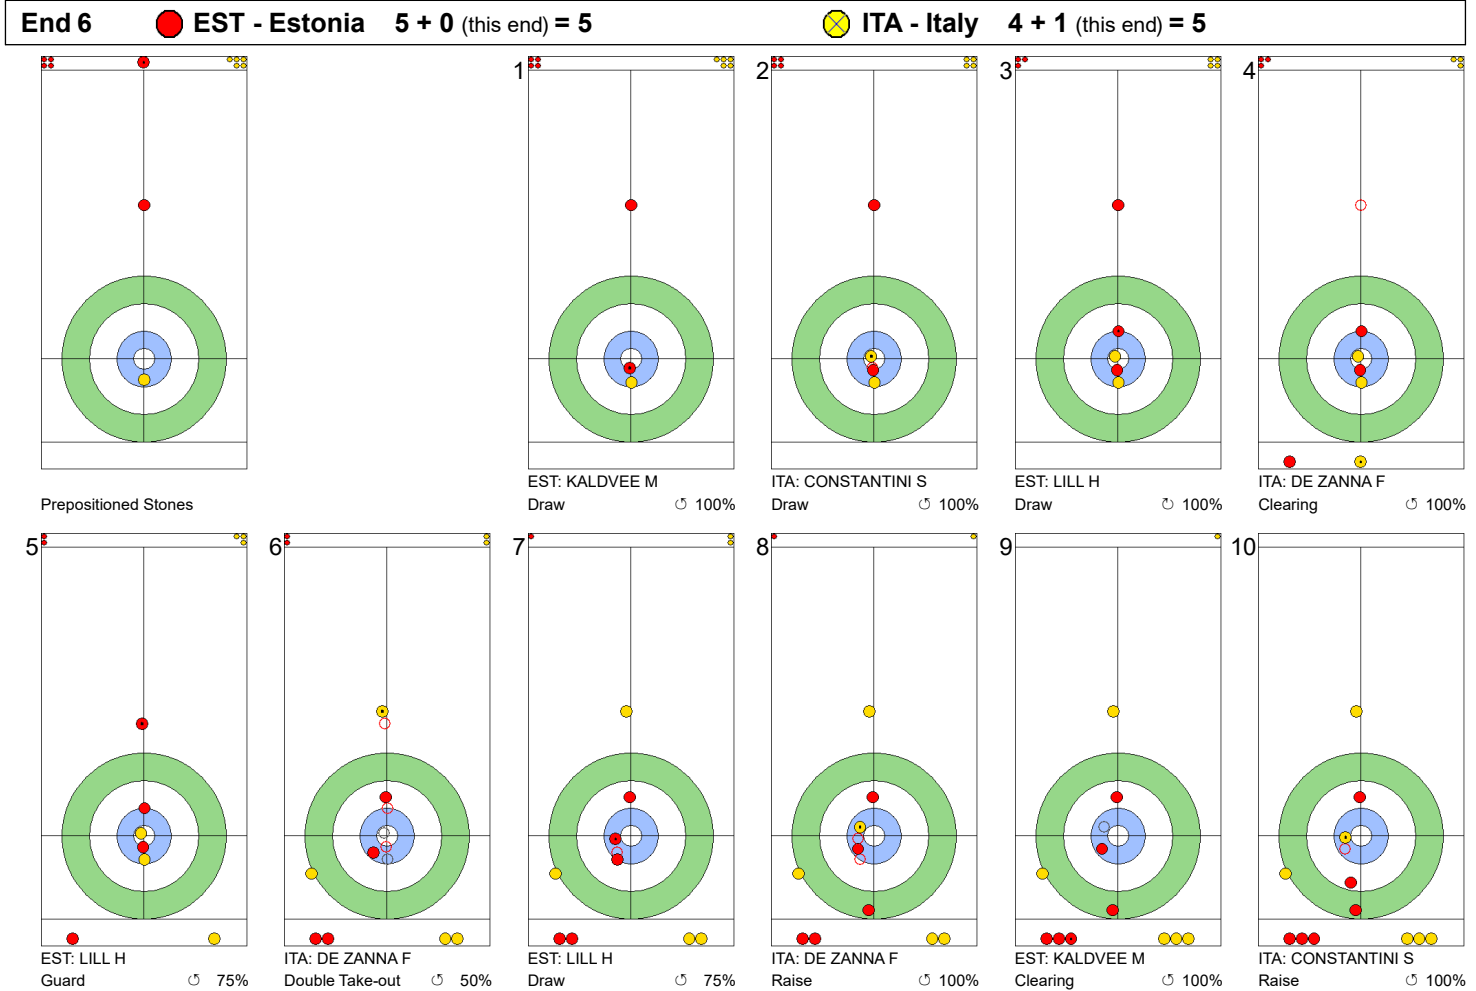 End 6 EST - Estonia 5 + 0 (this end) = 5 ITA - Italy 4 + 1 (this end) = 5
1 2 3 4
EST: KALDVEE M ITA: CONSTANTINI S EST: LILL H ITA: DE ZANNA F
Prepositioned Stones Draw ↺ 100% Draw ↺ 100% Draw ↻ 100% Clearing ↺ 100%
5 6 7 8 9 10
EST: LILL H ITA: DE ZANNA F EST: LILL H ITA: DE ZANNA F EST: KALDVEE M ITA: CONSTANTINI S
Guard ↺ 75% Double Take-out ↺ 50% Draw ↺ 75% Raise ↺ 100% Clearing ↺ 100% Raise ↺ 100%